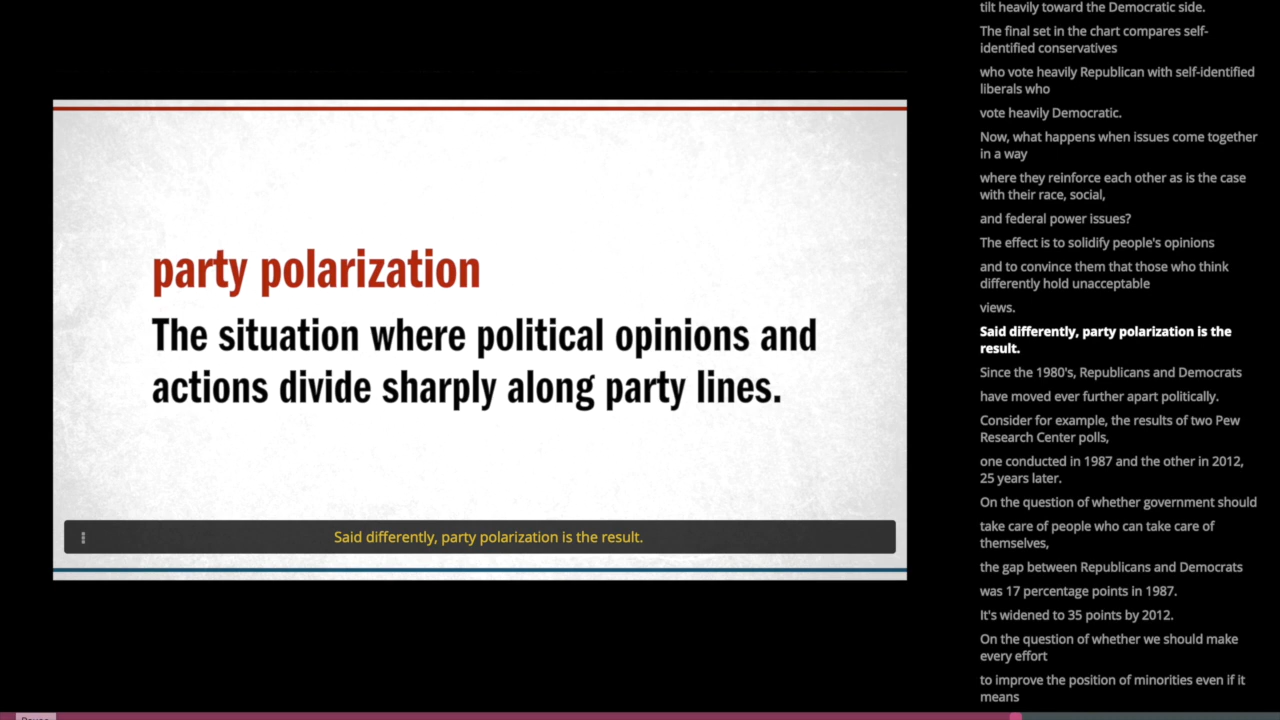 party polarization
The situation where political opinions and
actions divide sharply along party lines.
Said differently, party polarization is the result.
tilt heavily toward the Democratic side.
The final set in the chart compares self-
identified conservatives
who vote heavily Republican with self-identified
liberals who
vote heavily Democratic.
Now, what happens when issues come together
in a way
where they reinforce each other as is the case
with their race, social,
and federal power issues?
The effect is to solidify people's opinions
and to convince them that those who think
differently hold unacceptable
views.
Said differently, party polarization is the
result.
Since the 1980's, Republicans and Democrats
have moved ever further apart politically.
Consider for example, the results of two Pew
Research Center polls,
one conducted in 1987 and the other in 2012,
25 years later.
On the question of whether government should
take care of people who can take care of
themselves,
the gap between Republicans and Democrats
was 17 percentage points in 1987.
It's widened to 35 points by 2012.
On the question of whether we should make
every effort
to improve the position of minorities even if it
means